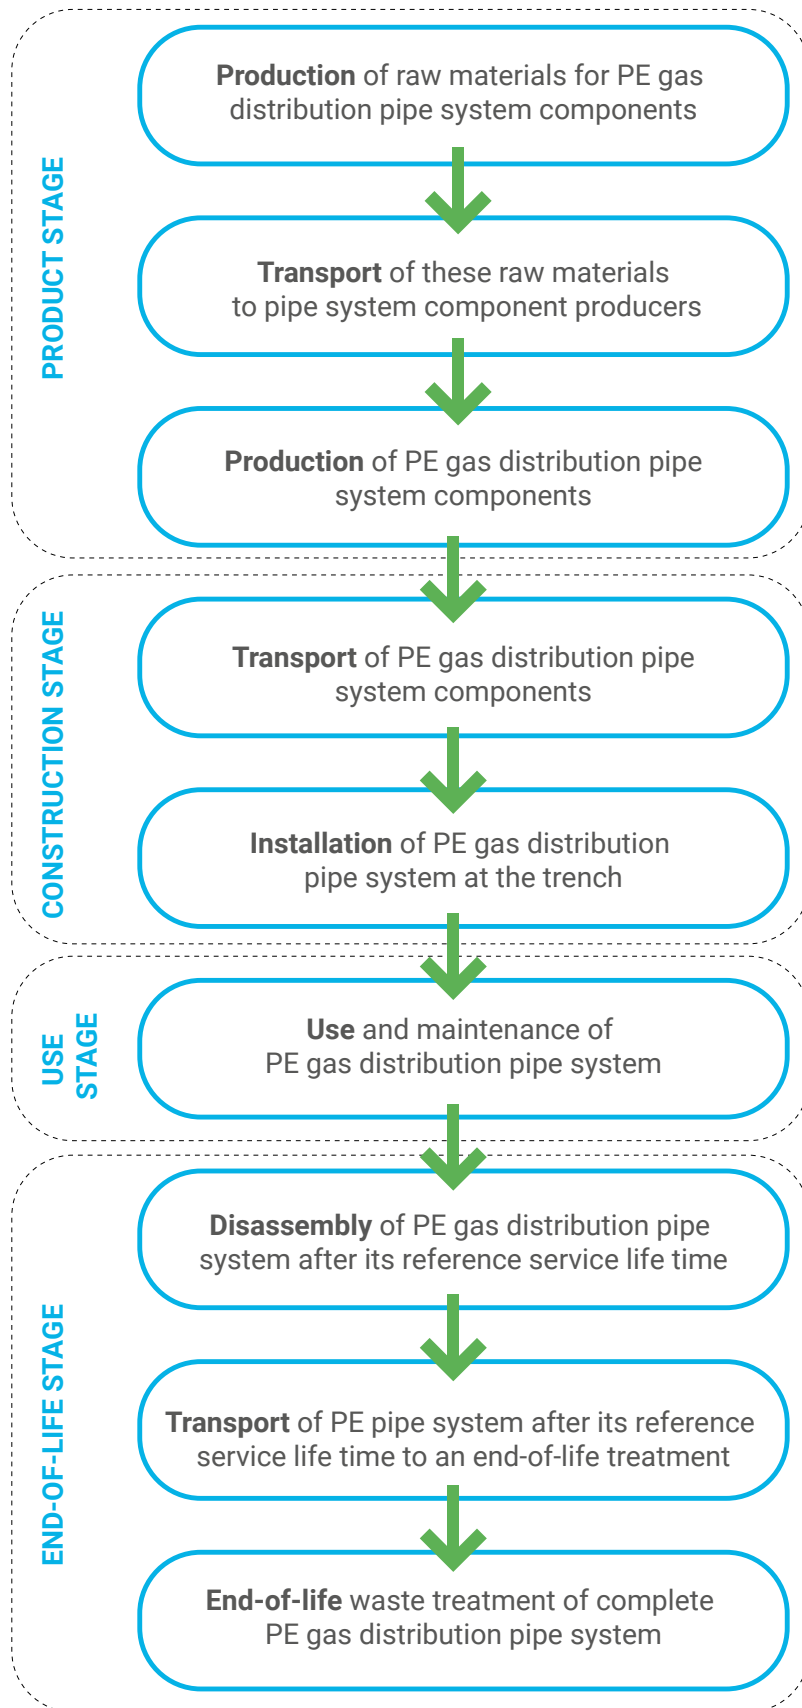 PRODUCT STAGE
Production of raw materials for PE gas
distribution pipe system components
Transport of these raw materials
to pipe system component producers
Production of PE gas distribution pipe
system components
CONSTRUCTION STAGE
Transport of PE gas distribution pipe
system components
Installation of PE gas distribution
pipe system at the trench
USE
STAGE
Use and maintenance of
PE gas distribution pipe system
END-OF-LIFE STAGE
Disassembly of PE gas distribution pipe
system after its reference service life time
Transport of PE pipe system after its reference
service life time to an end-of-life treatment
End-of-life waste treatment of complete
PE gas distribution pipe system